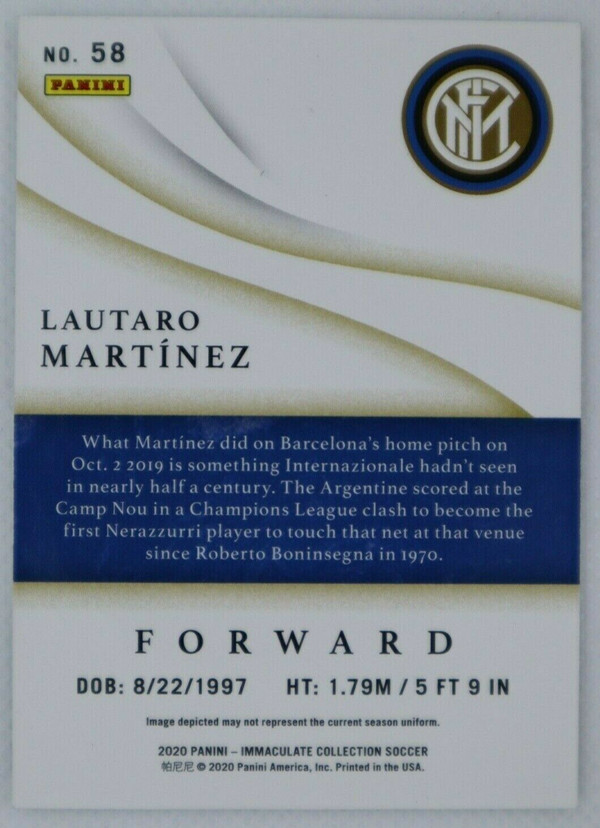 NO. 58
PANINI
LAUTARO
MARTÍNEZ
What Martínez did on Barcelona's home pitch on
Oct. 2 2019 is something Internazionale hadn't seen
in nearly half a century. The Argentine scored at the
Camp Nou in a Champions League clash to become the
first Nerazzurri player to touch that net at that venue
since Roberto Boninsegna in 1970.
FORWARD
DOB: 8/22/1997 HT: 1.79M / 5 FT 9 IN
Image depicted may not represent the current season uniform.
2020 PANINI – IMMACULATE COLLECTION SOCCER
帕尼尼 © 2020 Panini America, Inc. Printed in the USA.